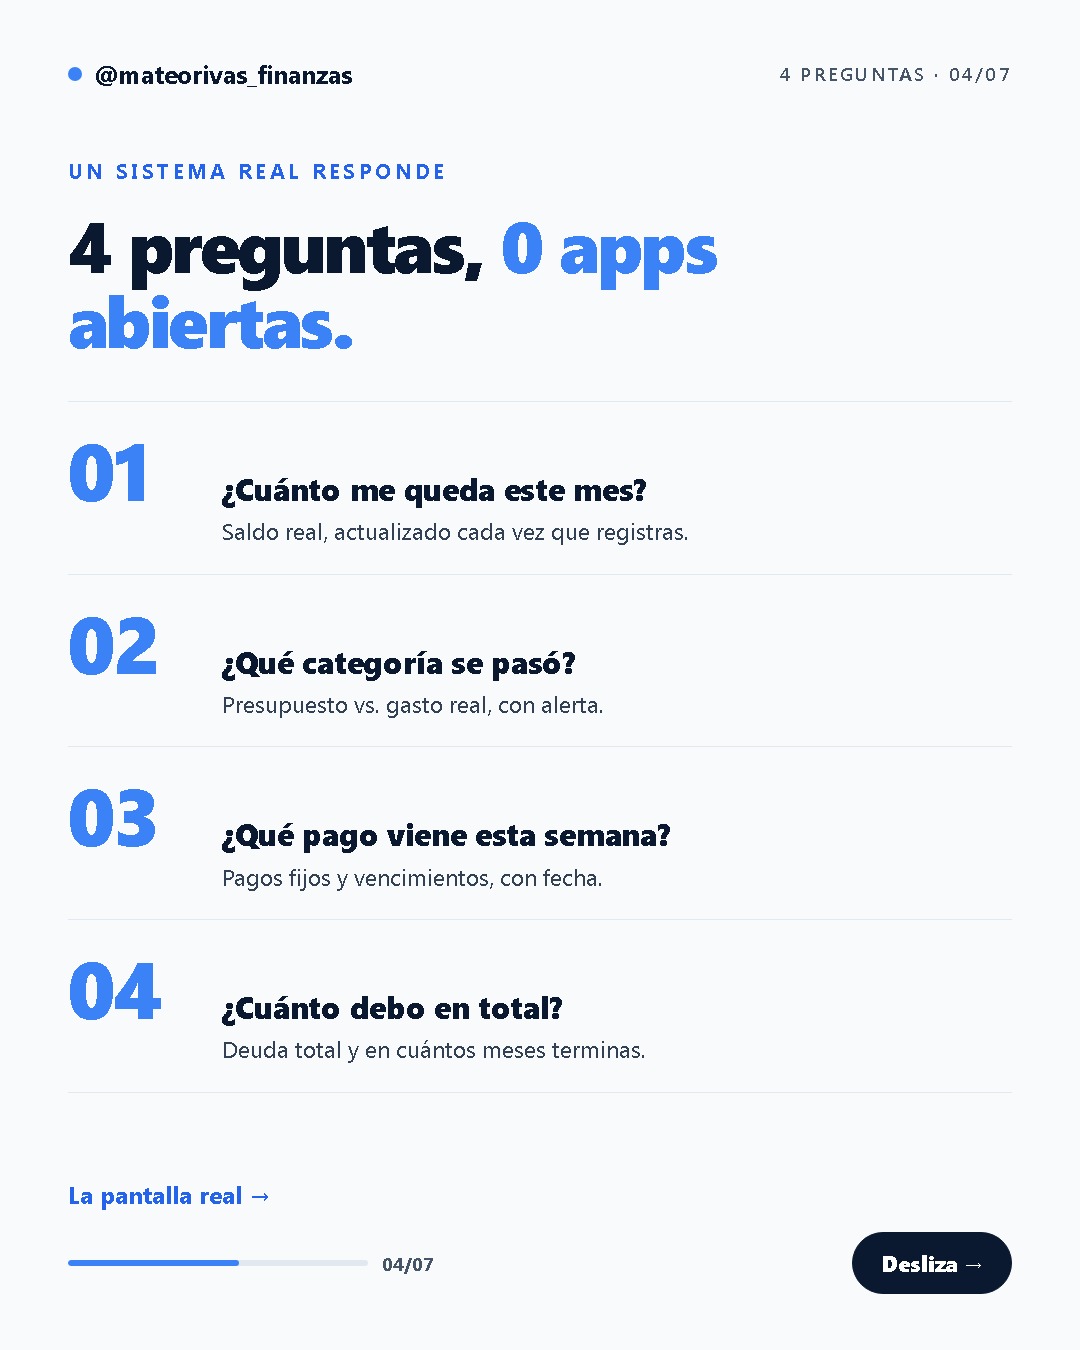 @mateorivas_finanzas
4 PREGUNTAS · 04/07
UN SISTEMA REAL RESPONDE
4 preguntas, 0 apps
abiertas.
01
¿Cuánto me queda este mes?
Saldo real, actualizado cada vez que registras.
02
¿Qué categoría se pasó?
Presupuesto vs. gasto real, con alerta.
03
¿Qué pago viene esta semana?
Pagos fijos y vencimientos, con fecha.
04
¿Cuánto debo en total?
Deuda total y en cuántos meses terminas.
La pantalla real →
04/07
Desliza →